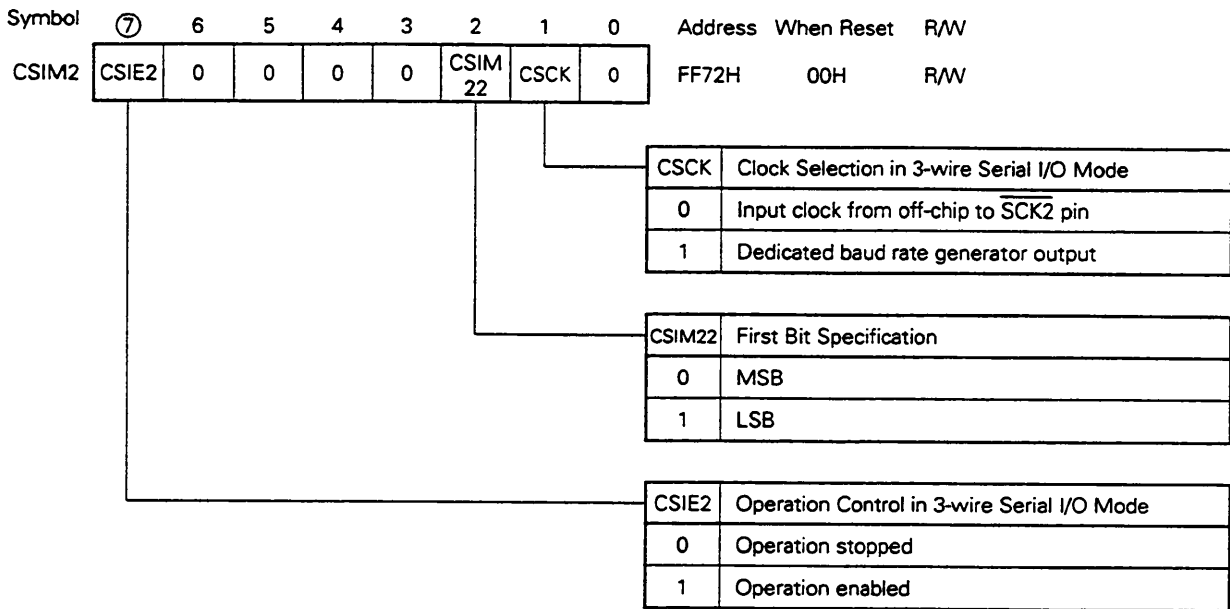 Symbol ⑦ 6 5 4 3 2 1 0 Address When Reset R/W
CSIM2 CSIE2 0 0 0 0 CSIM22 CSCK 0 FF72H 00H R/W
CSCK Clock Selection in 3-wire Serial I/O Mode
0 Input clock from off-chip to S̅C̅K̅2̅ pin
1 Dedicated baud rate generator output
CSIM22 First Bit Specification
0 MSB
1 LSB
CSIE2 Operation Control in 3-wire Serial I/O Mode
0 Operation stopped
1 Operation enabled